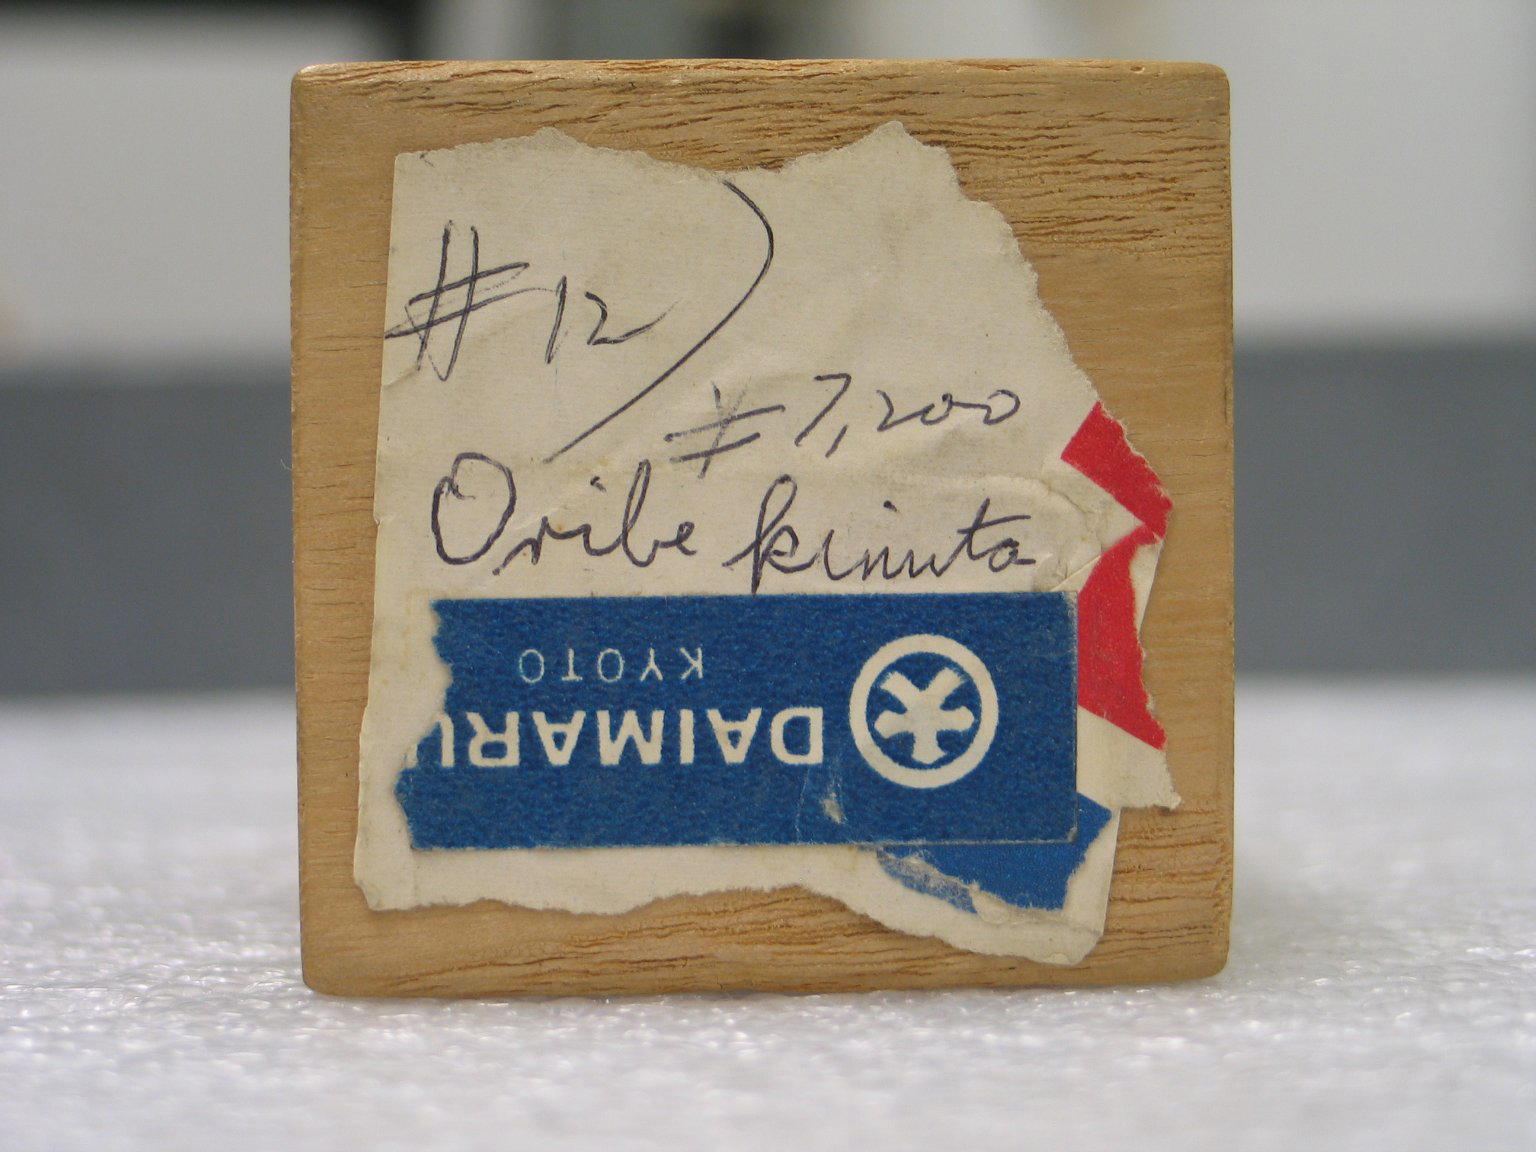 #12)
¥7,200
Oribe kinuta
DAIMARU
KYOTO